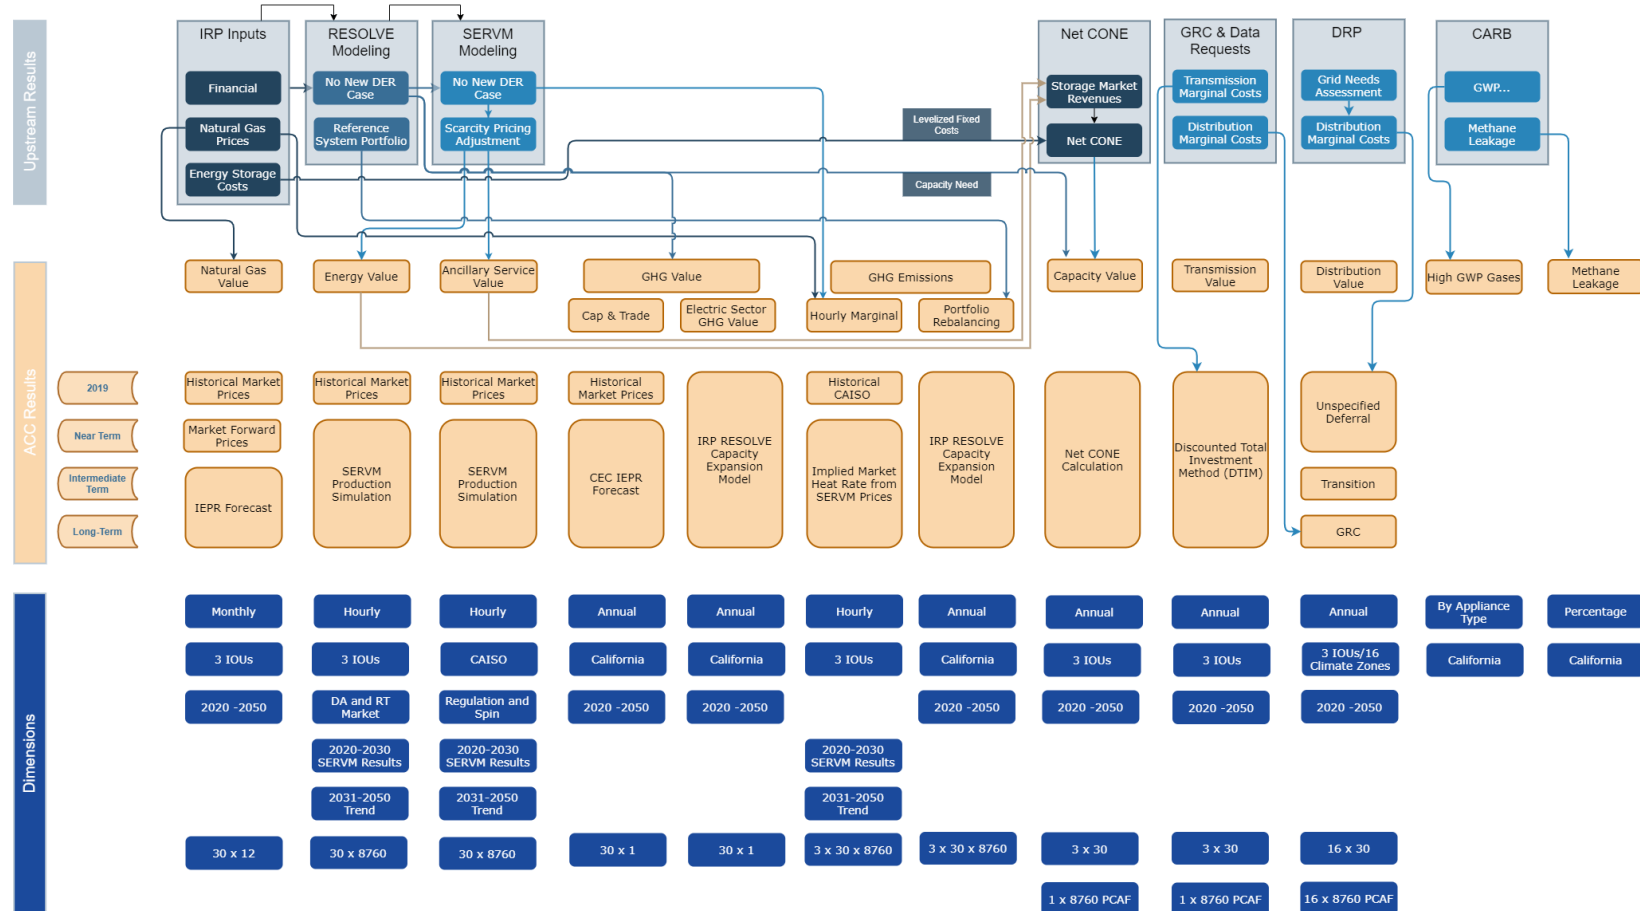 Upstream Results
IRP Inputs
RESOLVE
Modeling
SERVM
Modeling
Net CONE
GRC & Data
Requests
DRP
CARB
Financial
No New DER
Case
No New DER
Case
Storage Market
Revenues
Transmission
Marginal Costs
Grid Needs
Assessment
GWP...
Natural Gas
Prices
Reference
System Portfolio
Scarcity Pricing
Adjustment
Levelized Fixed
Costs
Net CONE
Distribution
Marginal Costs
Distribution
Marginal Costs
Methane
Leakage
Energy Storage
Costs
Capacity Need
ACC Results
Natural Gas
Value
Energy Value
Ancillary Service
Value
GHG Value
GHG Emissions
Capacity Value
Transmission
Value
Distribution
Value
High GWP Gases
Methane
Leakage
Cap & Trade
Electric Sector
GHG Value
Hourly Marginal
Portfolio
Rebalancing
2019
Near Term
Intermediate
Term
Long-Term
Historical Market
Prices
Market Forward
Prices
IEPR Forecast
Historical Market
Prices
SERVM
Production
Simulation
Historical Market
Prices
SERVM
Production
Simulation
Historical
Market Prices
CEC IEPR
Forecast
IRP RESOLVE
Capacity
Expansion
Model
Historical
CAISO
Implied Market
Heat Rate from
SERVM Prices
IRP RESOLVE
Capacity
Expansion
Model
Net CONE
Calculation
Discounted Total
Investment
Method (DTIM)
Unspecified
Deferral
Transition
GRC
Dimensions
Monthly
Hourly
Hourly
Annual
Annual
Hourly
Annual
Annual
Annual
Annual
By Appliance
Type
Percentage
3 IOUs
3 IOUs
CAISO
California
California
3 IOUs
California
3 IOUs
3 IOUs
3 IOUs/16
Climate Zones
California
California
2020 -2050
DA and RT
Market
Regulation and
Spin
2020 -2050
2020 -2050
2020 -2050
2020 -2050
2020 -2050
2020 -2050
2020-2030
SERVM Results
2020-2030
SERVM Results
2020-2030
SERVM Results
2031-2050
Trend
2031-2050
Trend
2031-2050
Trend
30 x 12
30 x 8760
30 x 8760
30 x 1
30 x 1
3 x 30 x 8760
3 x 30 x 8760
3 x 30
3 x 30
16 x 30
1 x 8760 PCAF
1 x 8760 PCAF
16 x 8760 PCAF